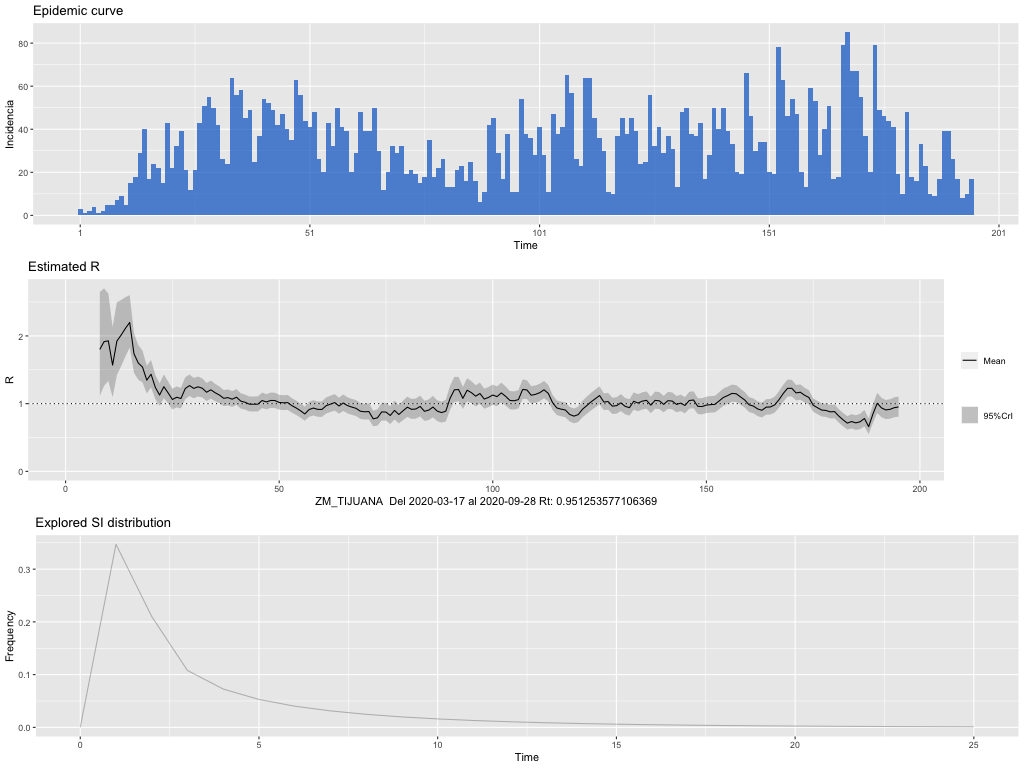 Epidemic curve
Incidencia
80
60
40
20
0
1 51 101 151 201
Time
Estimated R
R
2
1
0
Mean
95%CrI
0 50 100 150 200
ZM_TIJUANA Del 2020-03-17 al 2020-09-28 Rt: 0.951253577106369
Explored SI distribution
Frequency
0.3
0.2
0.1
0.0
0 5 10 15 20 25
Time